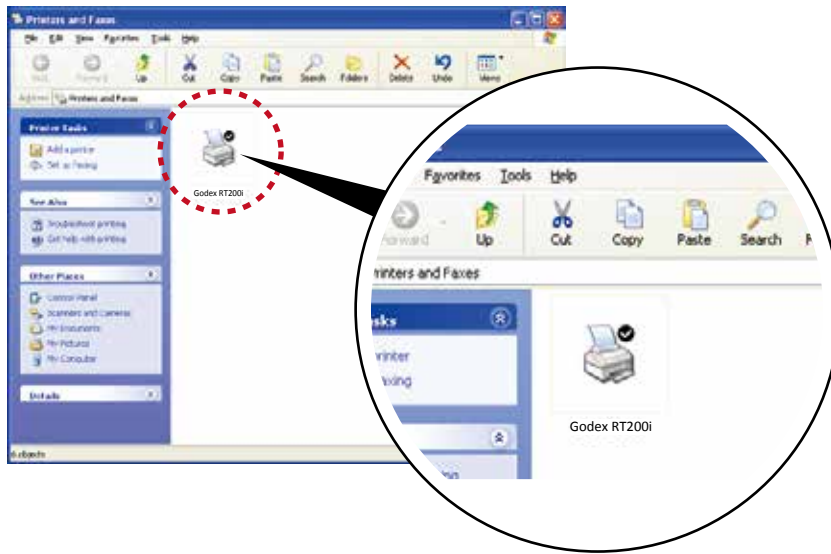 Printers and Faxes
File Edit View Favorites Tools Help
Back Forward Up Cut Copy Paste Search Folders Delete Undo Views
Address Printers and Faxes
Printer Tasks
Add a printer
Set up faxing
See Also
Troubleshoot printing
Get help with printing
Other Places
Control Panel
Scanners and Cameras
My Documents
My Pictures
My Computer
Details
6 objects
Godex RT200i
Favorites Tools Help
Forward Up Cut Copy Paste Search F
rinters and Faxes
sks
rinter
axing
Godex RT200i